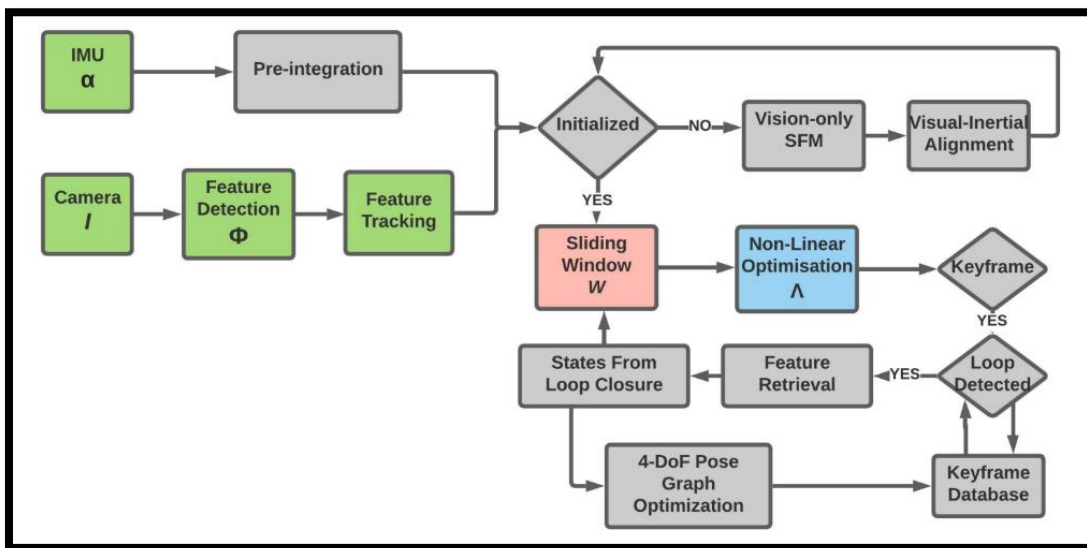 IMU
α
Pre-integration
Initialized
NO
Vision-only
SFM
Visual-Inertial
Alignment
Camera
I
Feature
Detection
Φ
Feature
Tracking
YES
Sliding
Window
W
Non-Linear
Optimisation
Λ
Keyframe
YES
States From
Loop Closure
Feature
Retrieval
YES
Loop
Detected
4-DoF Pose
Graph
Optimization
Keyframe
Database